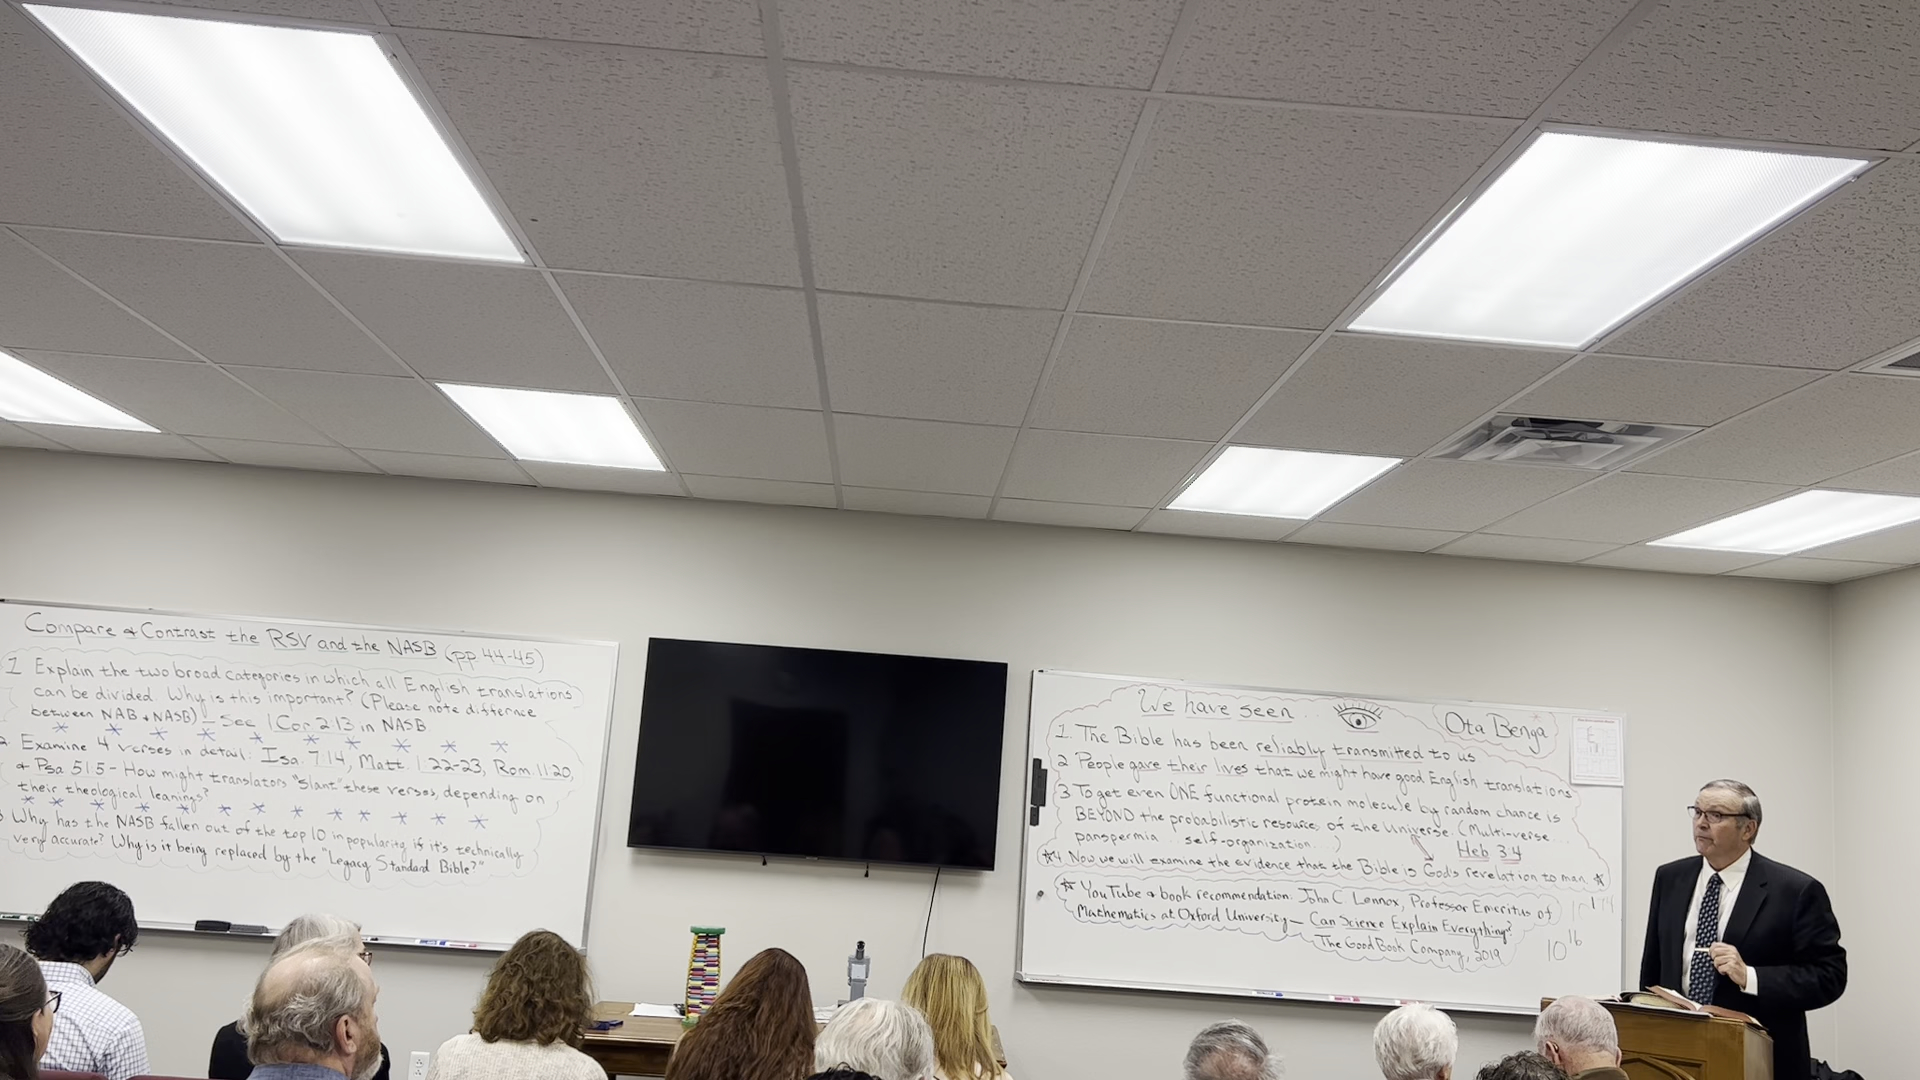 Compare & Contrast the RSV and the NASB (pp 44-45)
1 Explain the two broad categories in which all English translations
can be divided. Why is this important? (Please note differnce
between NAB & NASB) – See 1 Cor 2:13 in NASB
2. Examine 4 verses in detail: Isa. 7:14, Matt. 1:22-23, Rom. 11:20,
& Psa 51:5 - How might translators "slant" these verses, depending on
their theological leanings?
3 Why has the NASB fallen out of the top 10 in popularity if it's technically
very accurate? Why is it being replaced by the "Legacy Standard Bible?"
We have seen...
Ota Benga
1. The Bible has been reliably transmitted to us
2 People gave their lives that we might have good English translations
3 To get even ONE functional protein molecule by random chance is
BEYOND the probabilistic resources of the universe. (Multi-verse...
panspermia...self-organization...)
Heb 3:4
4. Now we will examine the evidence that the Bible is God's revelation to man.
YouTube & book recommendation: John C. Lennox, Professor Emeritus of
Mathematics at Oxford University— Can Science Explain Everything?
The Good Book Company, 2019
10 16